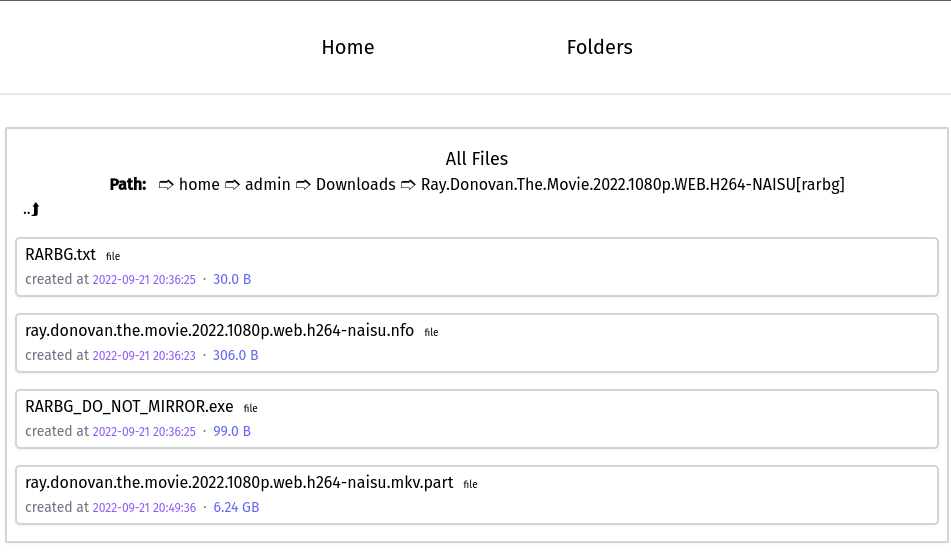 Home Folders
All Files
Path: ⇨ home ⇨ admin ⇨ Downloads ⇨ Ray.Donovan.The.Movie.2022.1080p.WEB.H264-NAISU[rarbg]
..⮭
RARBG.txt file
created at 2022-09-21 20:36:25 · 30.0 B
ray.donovan.the.movie.2022.1080p.web.h264-naisu.nfo file
created at 2022-09-21 20:36:23 · 306.0 B
RARBG_DO_NOT_MIRROR.exe file
created at 2022-09-21 20:36:25 · 99.0 B
ray.donovan.the.movie.2022.1080p.web.h264-naisu.mkv.part file
created at 2022-09-21 20:49:36 · 6.24 GB